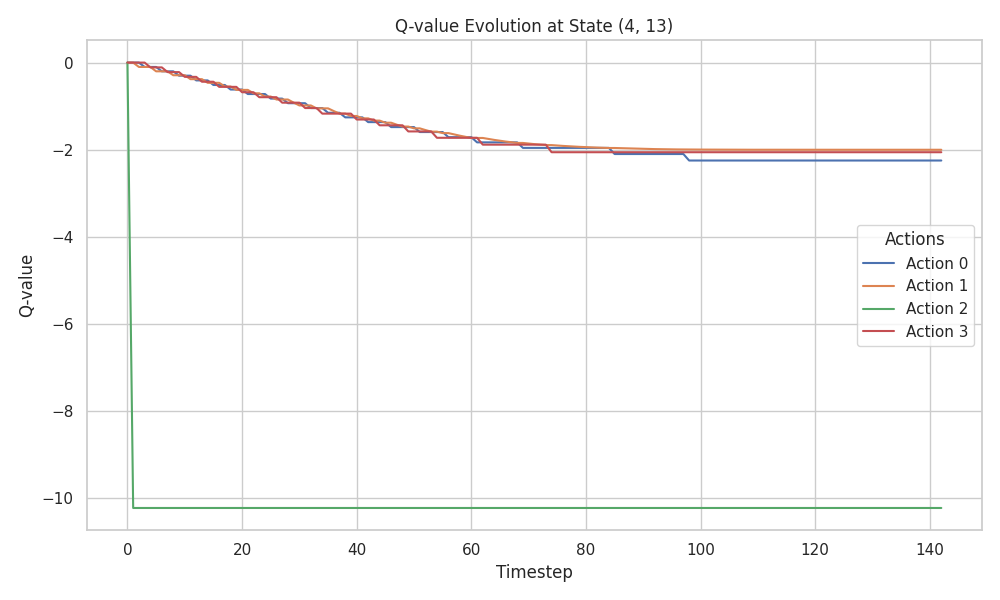 Q-value Evolution at State (4, 13)
0
−2
−4
−6
−8
−10
Q-value
Actions
Action 0
Action 1
Action 2
Action 3
0 20 40 60 80 100 120 140
Timestep